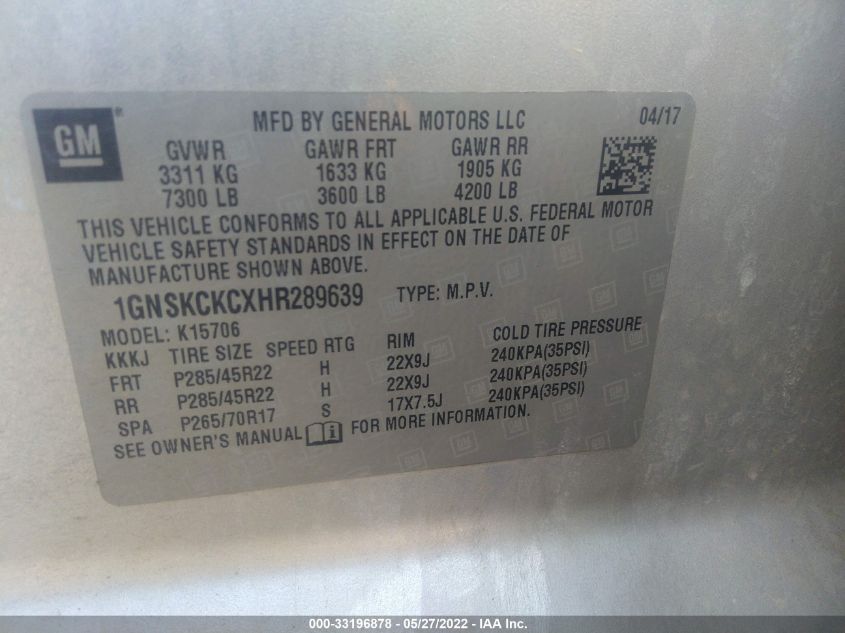 GM ®
MFD BY GENERAL MOTORS LLC 04/17
GVWR GAWR FRT GAWR RR
3311 KG 1633 KG 1905 KG
7300 LB 3600 LB 4200 LB
THIS VEHICLE CONFORMS TO ALL APPLICABLE U.S. FEDERAL MOTOR
VEHICLE SAFETY STANDARDS IN EFFECT ON THE DATE OF
MANUFACTURE SHOWN ABOVE.
1GNSKCKCXHR289639 TYPE: M.P.V.
MODEL: K15706
KKKJ TIRE SIZE SPEED RTG RIM COLD TIRE PRESSURE
FRT P285/45R22 H 22X9J 240KPA(35PSI)
RR P285/45R22 H 22X9J 240KPA(35PSI)
SPA P265/70R17 S 17X7.5J 240KPA(35PSI)
SEE OWNER'S MANUAL i FOR MORE INFORMATION.
000-33196878 - 05/27/2022 - IAA Inc.